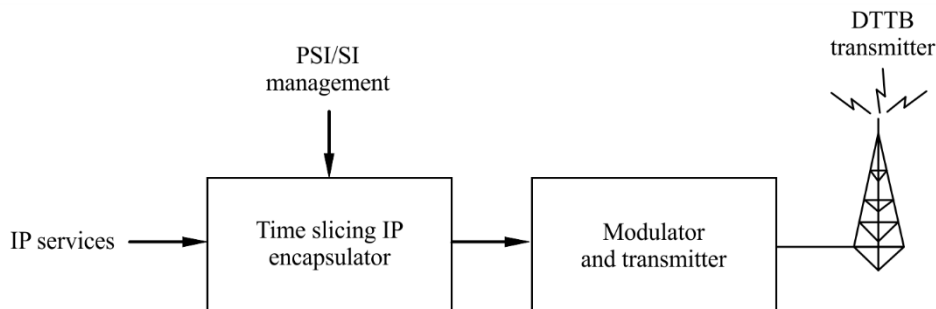 DTTB
transmitter
PSI/SI
management
IP services
Time slicing IP
encapsulator
Modulator
and transmitter